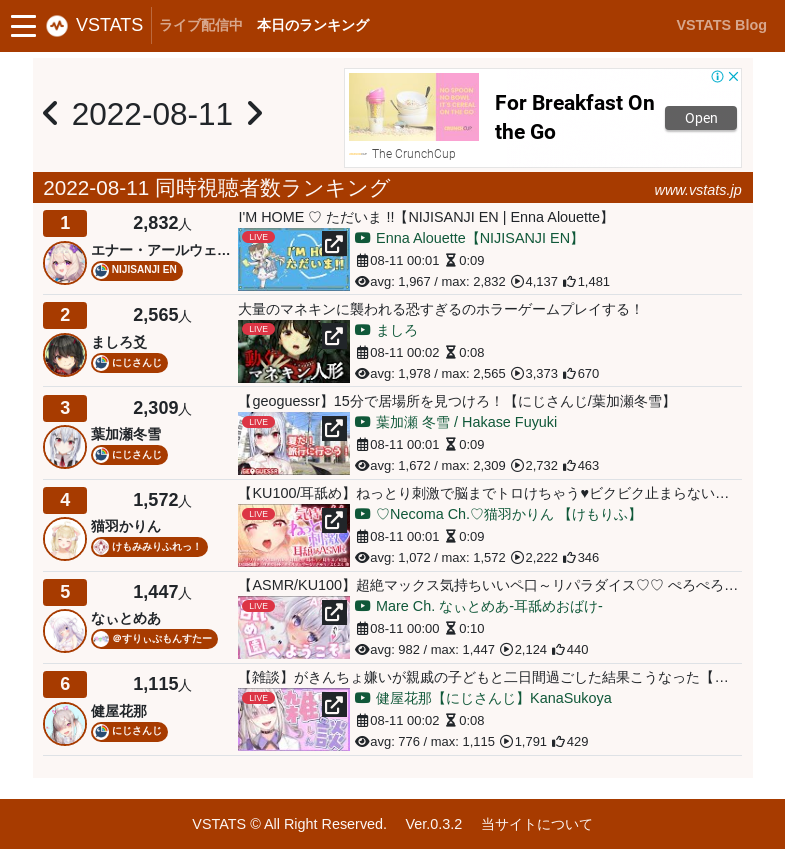 VSTATS ライブ配信中 本日のランキング VSTATS Blog
2022-08-11
For Breakfast On
the Go
Open
The CrunchCup
2022-08-11 同時視聴者数ランキング www.vstats.jp
1 2,832人
エナー・アールウェ…
NIJISANJI EN
I'M HOME ♡ ただいま !!【NIJISANJI EN | Enna Alouette】
LIVE
Enna Alouette【NIJISANJI EN】
08-11 00:01 0:09
avg: 1,967 / max: 2,832 4,137 1,481
2 2,565人
ましろ爻
にじさんじ
大量のマネキンに襲われる恐すぎるのホラーゲームプレイする！
LIVE
マネキン人形
ましろ
08-11 00:02 0:08
avg: 1,978 / max: 2,565 3,373 670
3 2,309人
葉加瀬冬雪
にじさんじ
【geoguessr】15分で居場所を見つけろ！【にじさんじ/葉加瀬冬雪】
LIVE
葉加瀬 冬雪 / Hakase Fuyuki
08-11 00:01 0:09
avg: 1,672 / max: 2,309 2,732 463
4 1,572人
猫羽かりん
けもみみりふれっ！
【KU100/耳舐め】ねっとり刺激で脳までトロけちゃう♥ビクビク止まらない…
LIVE
♡Necoma Ch.♡猫羽かりん 【けもりふ】
08-11 00:01 0:09
avg: 1,072 / max: 1,572 2,222 346
5 1,447人
なぃとめあ
＠すりぃぷもんすたー
【ASMR/KU100】超絶マックス気持ちいいペロ～リパラダイス♡♡ ぺろぺろ…
LIVE
Mare Ch. なぃとめあ-耳舐めおばけ-
08-11 00:00 0:10
avg: 982 / max: 1,447 2,124 440
6 1,115人
健屋花那
にじさんじ
【雑談】がきんちょ嫌いが親戚の子どもと二日間過ごした結果こうなった【…
LIVE
健屋花那【にじさんじ】KanaSukoya
08-11 00:02 0:08
avg: 776 / max: 1,115 1,791 429
VSTATS © All Right Reserved. Ver.0.3.2 当サイトについて